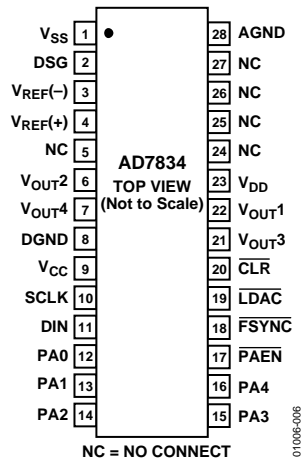 VSS 1 28 AGND
DSG 2 27 NC
VREF(–) 3 26 NC
VREF(+) 4 25 NC
NC 5 24 NC
AD7834
TOP VIEW
(Not to Scale)
VOUT2 6 23 VDD
VOUT4 7 22 VOUT1
DGND 8 21 VOUT3
VCC 9 20 CLR
SCLK 10 19 LDAC
DIN 11 18 FSYNC
PA0 12 17 PAEN
PA1 13 16 PA4
PA2 14 15 PA3
NC = NO CONNECT
01006-006